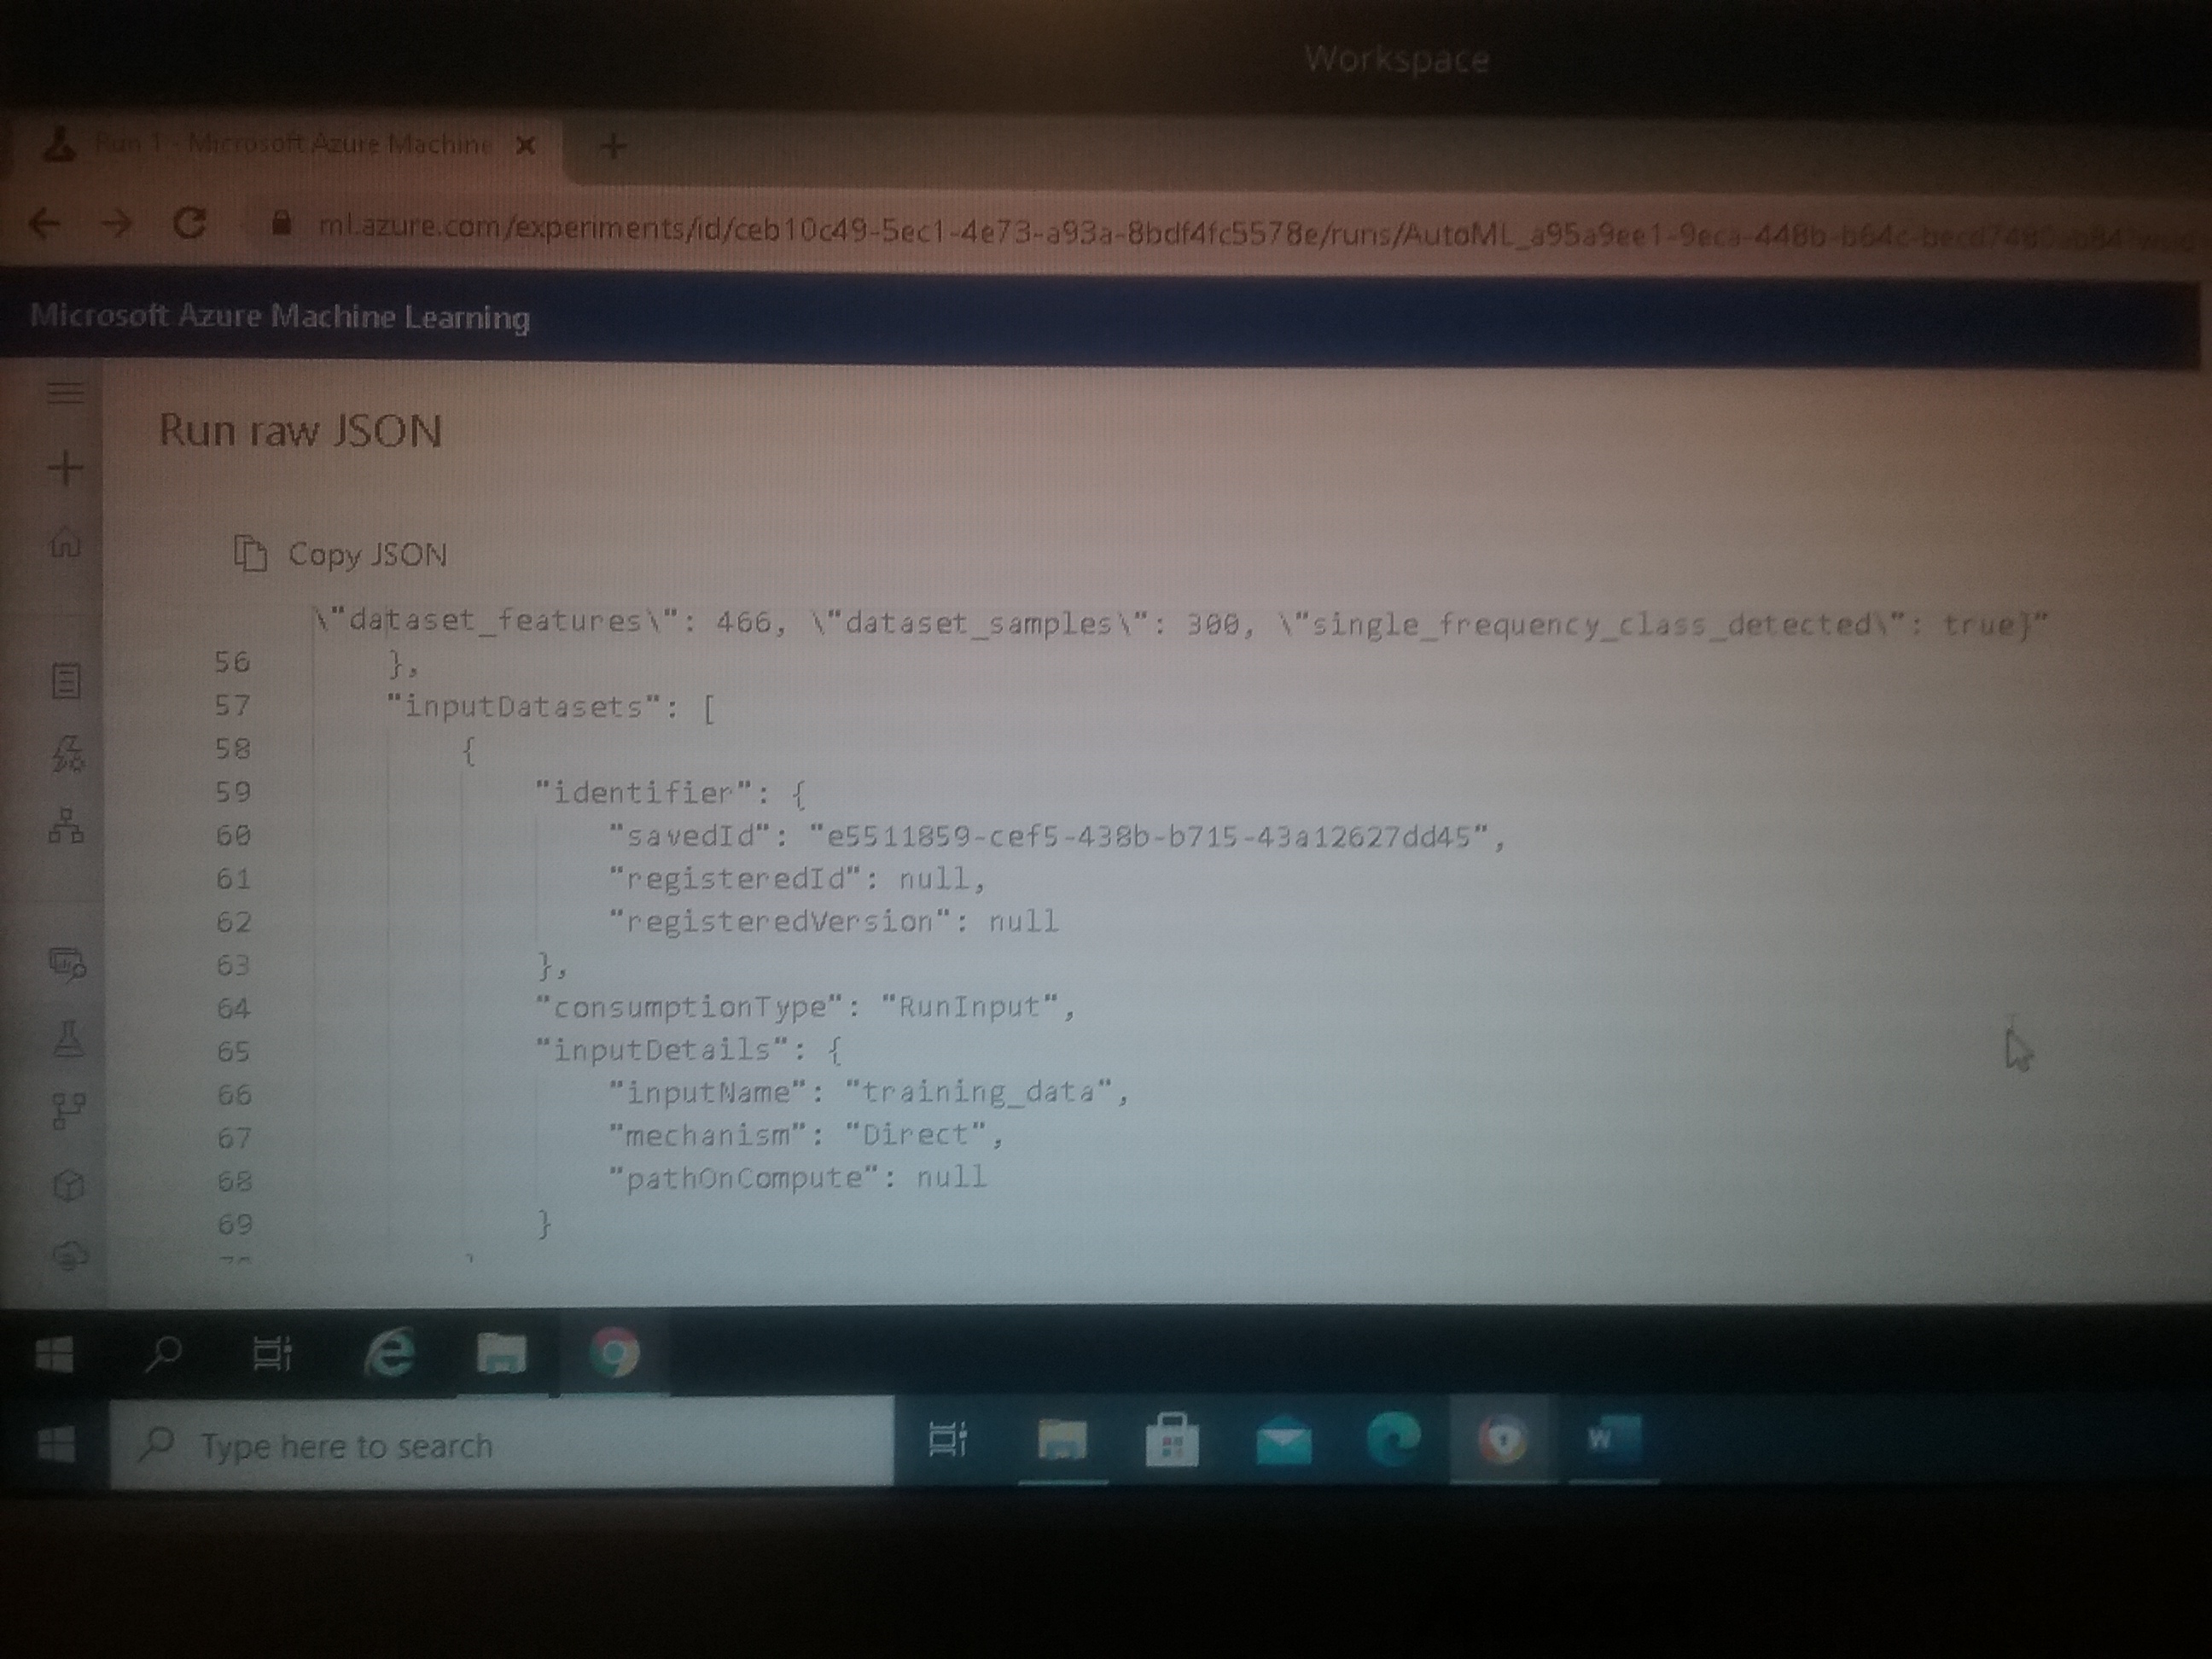 Workspace
Run 1 - Microsoft Azure Machine
ml.azure.com/experiments/id/ceb10c49-5ec1-4e73-a93a-8bdf4fc5578e/runs/AutoML_a95a9ee1-9eca-448b-b64c-
Microsoft Azure Machine Learning
Run raw JSON
Copy JSON
\"dataset_features\": 466, \"dataset_samples\": 300, \"single_frequency_class_detected\": true}"
56 },
57 "inputDatasets": [
58 {
59 "identifier": {
60 "savedId": "e5511859-cef5-438b-b715-43a12627dd45",
61 "registeredId": null,
62 "registeredVersion": null
63 },
64 "consumptionType": "RunInput",
65 "inputDetails": {
66 "inputName": "training_data",
67 "mechanism": "Direct",
68 "pathOnCompute": null
69 }
Type here to search
W